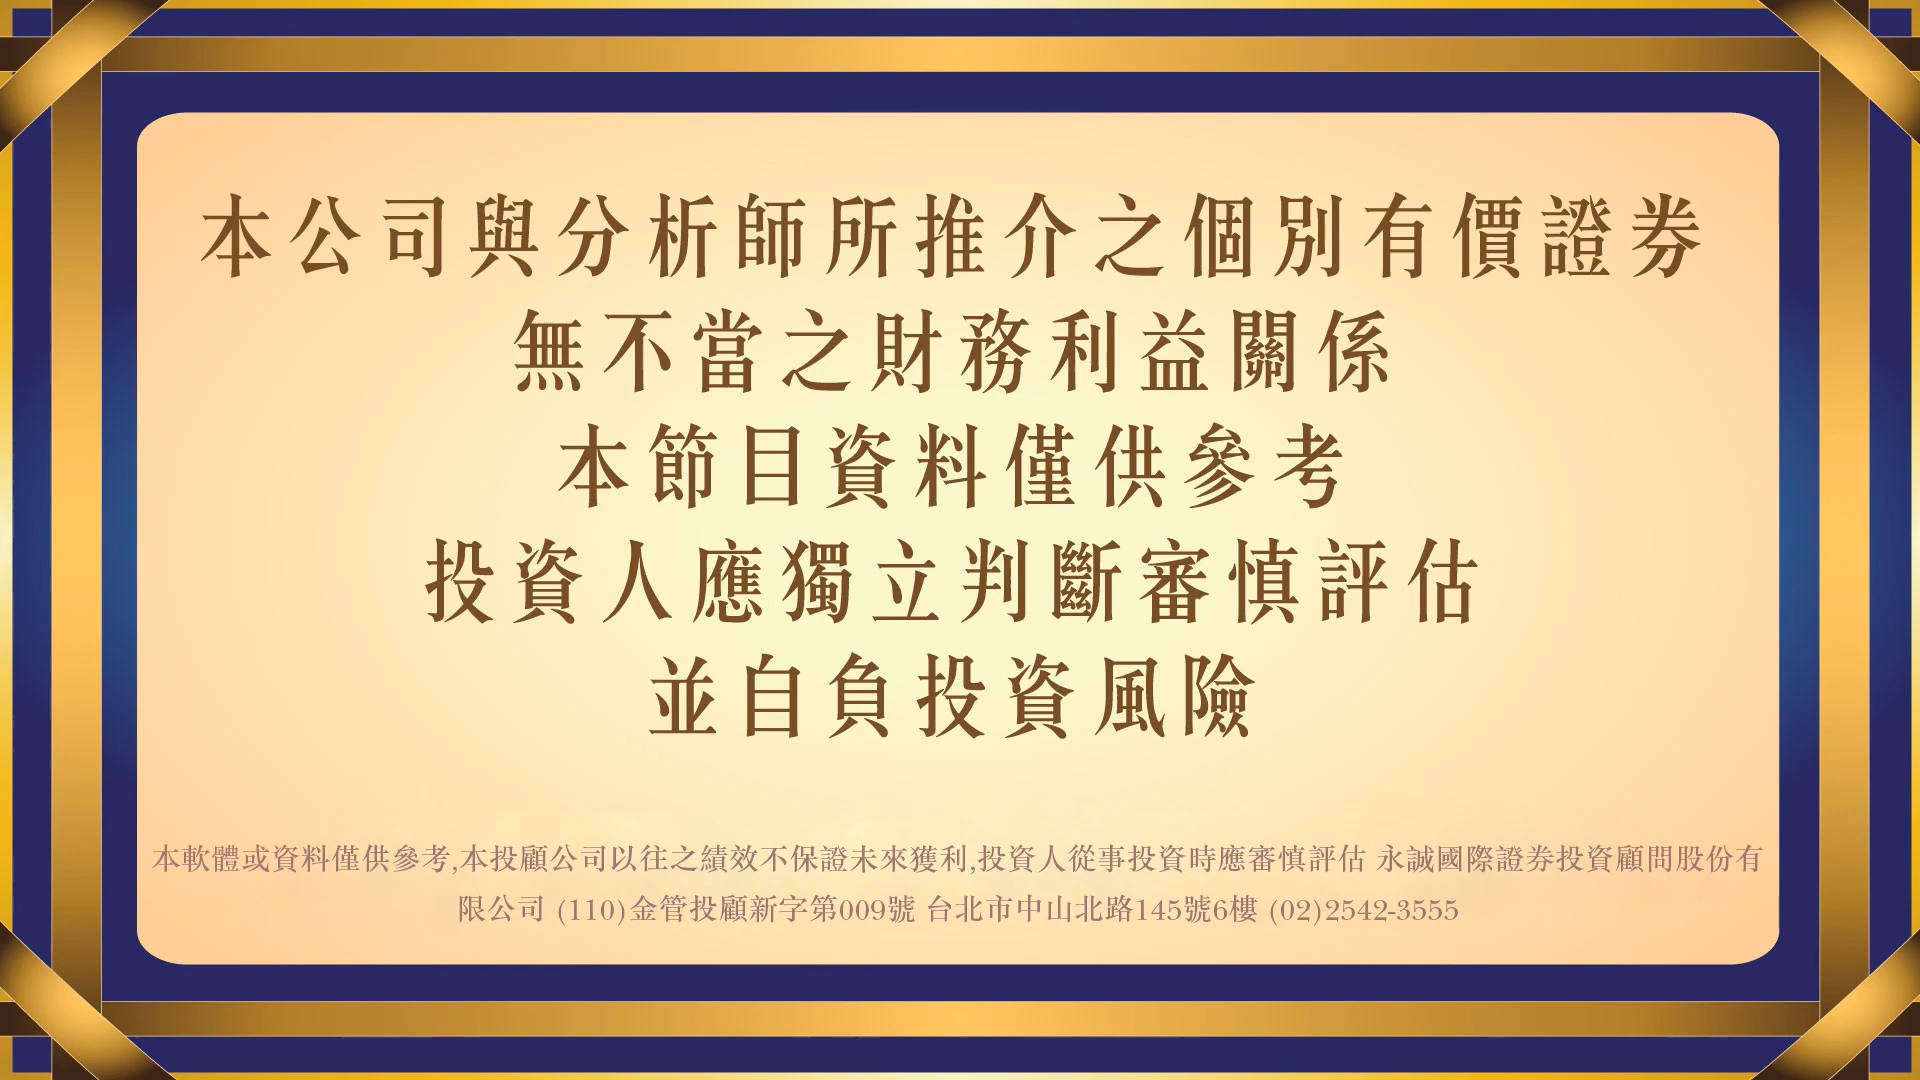 本公司與分析師所推介之個別有價證券
無不當之財務利益關係
本節目資料僅供參考
投資人應獨立判斷審慎評估
並自負投資風險
本軟體或資料僅供參考,本投顧公司以往之績效不保證未來獲利,投資人從事投資時應審慎評估 永誠國際證券投資顧問股份有
限公司 (110)金管投顧新字第009號 台北市中山北路145號6樓 (02)2542-3555